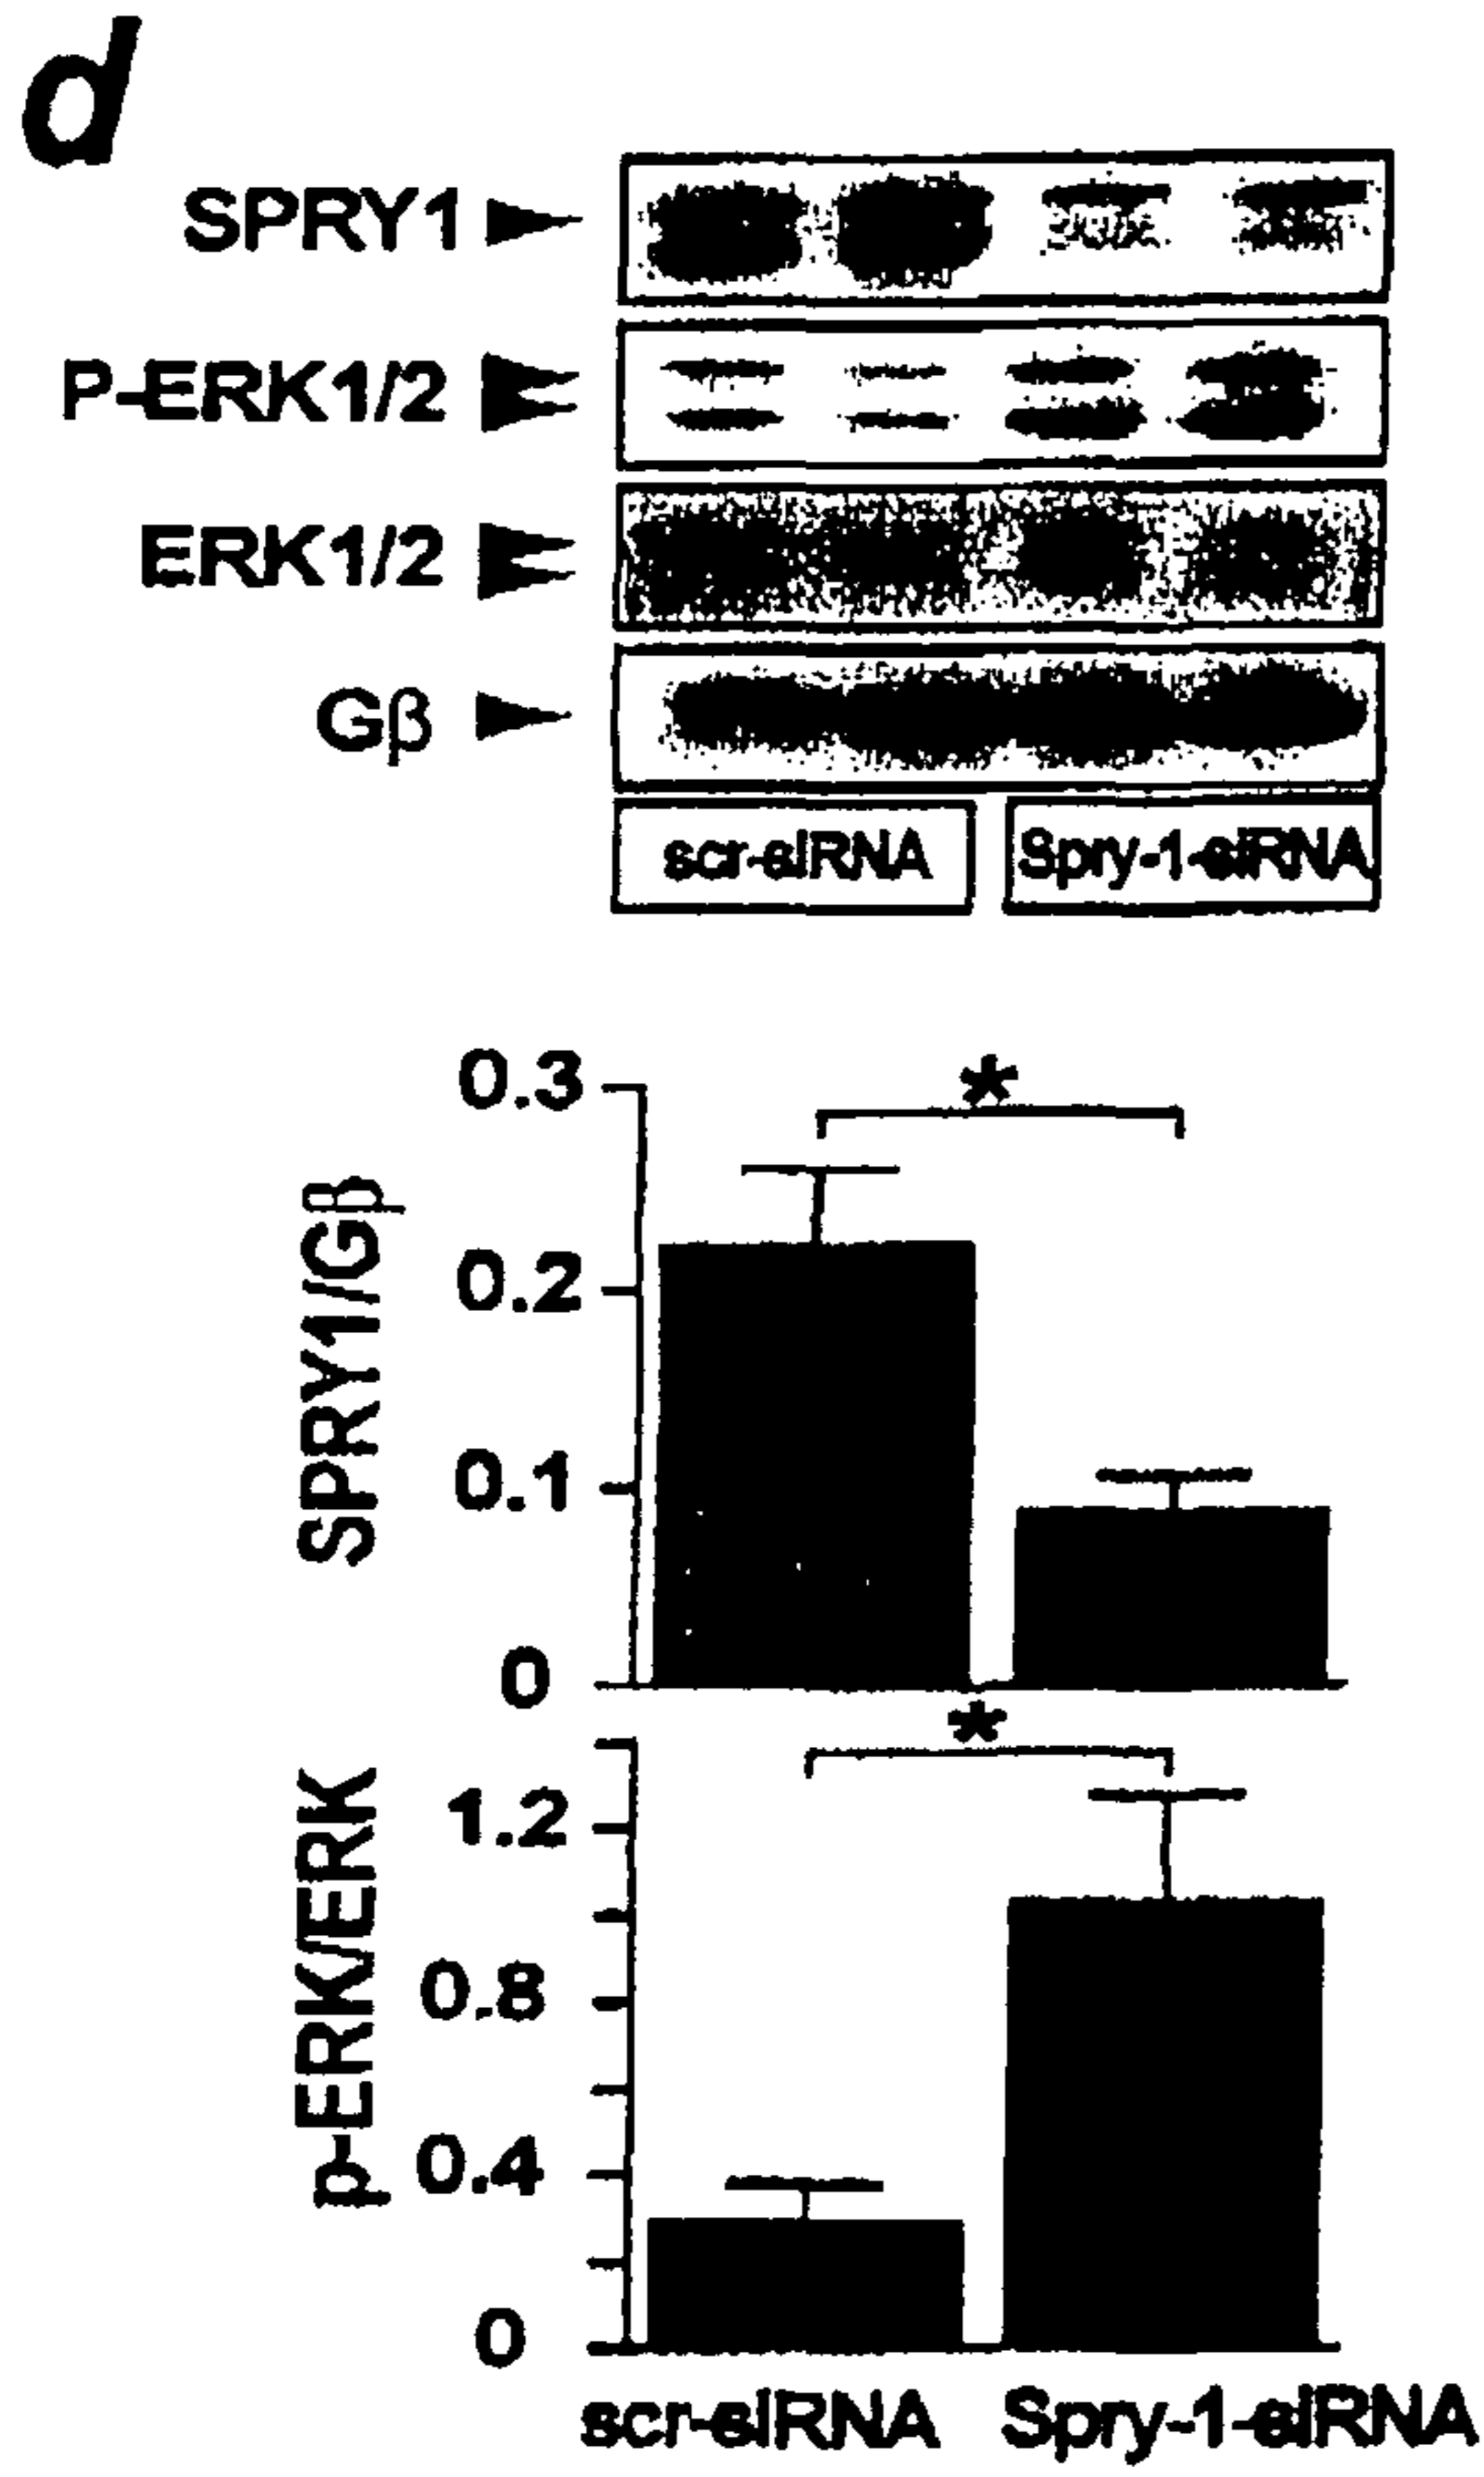 d
SPRY1
P-ERK1/2
ERK1/2
Gβ
scr-siRNA Spry-1-siRNA
0.3
*
0.2
0.1
0
SPRY1/Gβ
*
1.2
0.8
0.4
0
p-ERK/ERK
scr-siRNA Spry-1-siRNA